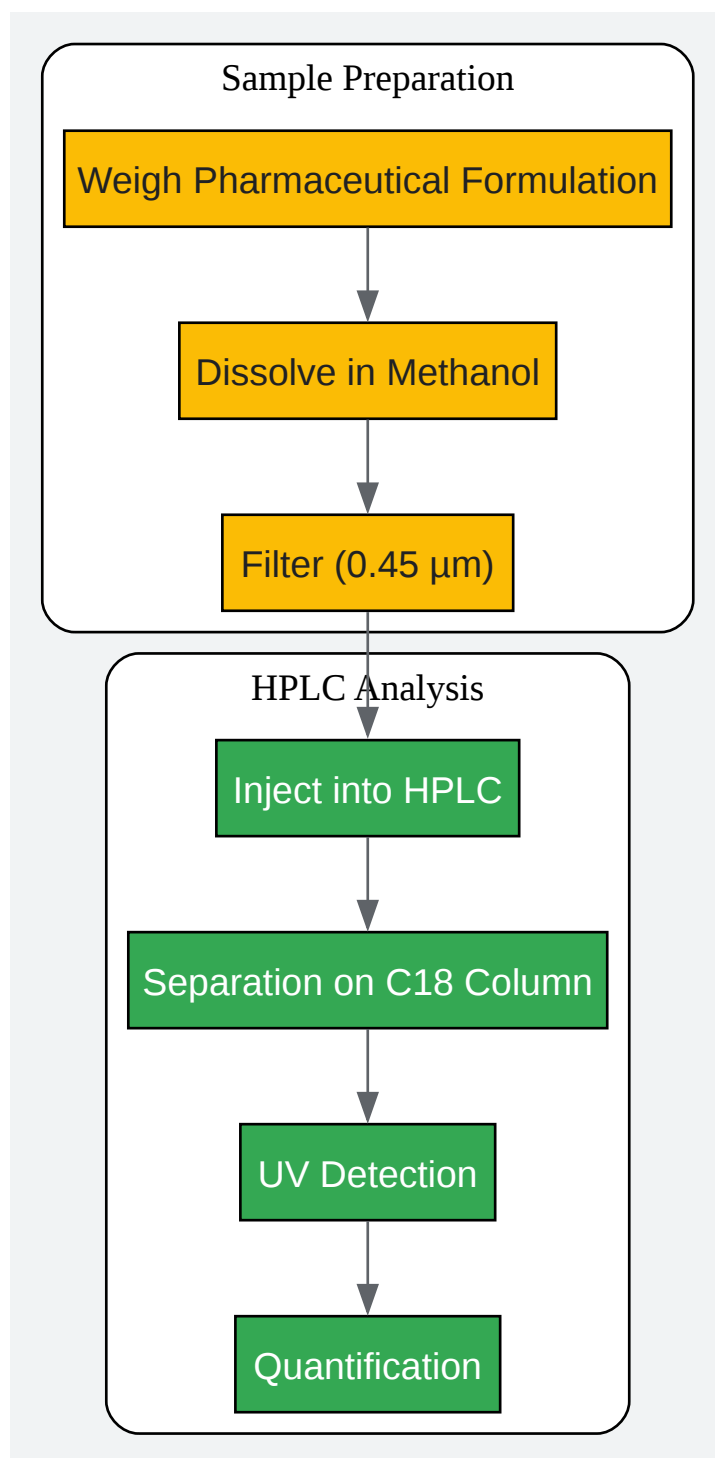 Sample Preparation
Weigh Pharmaceutical Formulation
Dissolve in Methanol
Filter (0.45 µm)
HPLC Analysis
Inject into HPLC
Separation on C18 Column
UV Detection
Quantification